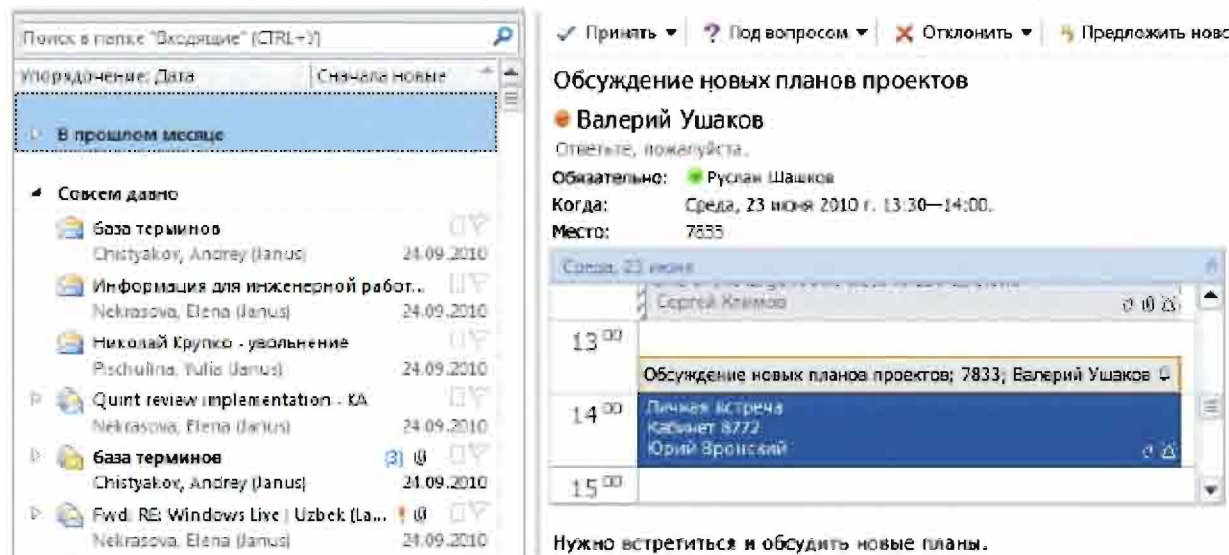 Поиск в папке "Входящие" (CTRL+У)
Упорядочение: Дата Сначала новые
В прошлом месяце
Совсем давно
база терминов
Chistyakov, Andrey (Janus) 24.09.2010
Информация для инженерной работ...
Nekrasova, Elena (Janus) 24.09.2010
Николай Крупко - увольнение
Pischulina, Yulia (Janus) 24.09.2010
Quint review implementation - KA
Nekrasova, Elena (Janus) 24.09.2010
база терминов (3)
Chistyakov, Andrey (Janus) 24.09.2010
Fwd: RE: Windows Live | Uzbek (La...
Nekrasova, Elena (Janus) 24.09.2010
Принять ? Под вопросом Отклонить Предложить ново
Обсуждение новых планов проектов
Валерий Ушаков
Ответьте, пожалуйста.
Обязательно: Руслан Шашков
Когда: Среда, 23 июня 2010 г. 13:30—14:00.
Место: 7833
Среда, 23 июня
Сергей Климов
13 00
Обсуждение новых планов проектов; 7833; Валерий Ушаков
14 00
Личная встреча
Кабинет 8772
Юрий Вронский
15 00
Нужно встретиться и обсудить новые планы.